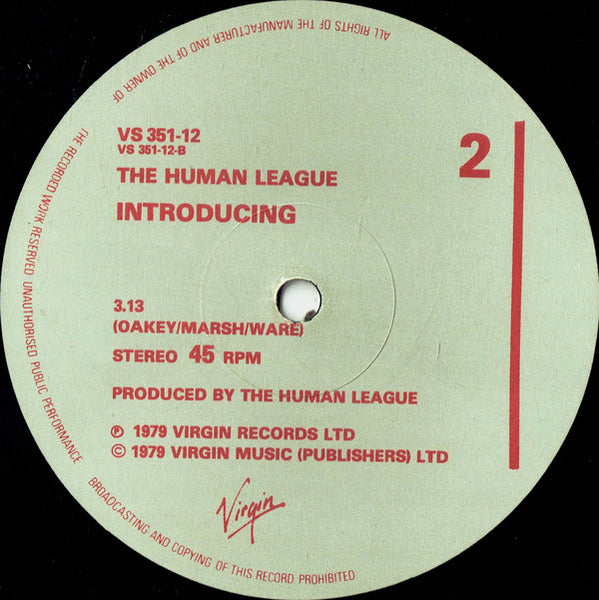 ALL RIGHTS OF THE MANUFACTURER AND OF THE OWNER OF
THE RECORDED WORK RESERVED UNAUTHORISED PUBLIC PERFORMANCE
BROADCASTING AND COPYING OF THIS RECORD PROHIBITED
VS 351-12
VS 351-12-B
2
THE HUMAN LEAGUE
INTRODUCING
3.13
(OAKEY/MARSH/WARE)
STEREO 45 RPM
PRODUCED BY THE HUMAN LEAGUE
℗ 1979 VIRGIN RECORDS LTD
© 1979 VIRGIN MUSIC (PUBLISHERS) LTD
Virgin